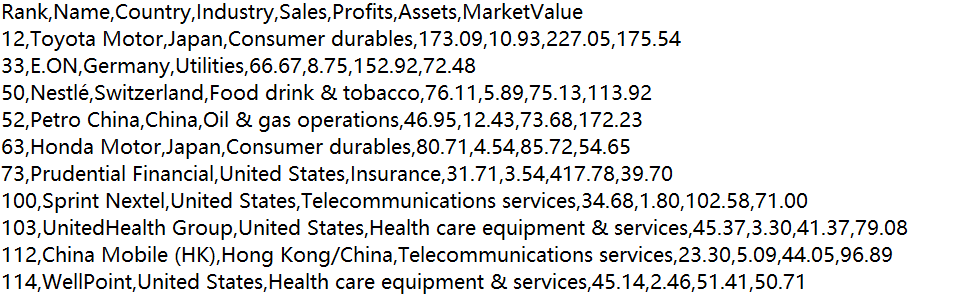 Rank,Name,Country,Industry,Sales,Profits,Assets,MarketValue
12,Toyota Motor,Japan,Consumer durables,173.09,10.93,227.05,175.54
33,E.ON,Germany,Utilities,66.67,8.75,152.92,72.48
50,Nestlé,Switzerland,Food drink & tobacco,76.11,5.89,75.13,113.92
52,Petro China,China,Oil & gas operations,46.95,12.43,73.68,172.23
63,Honda Motor,Japan,Consumer durables,80.71,4.54,85.72,54.65
73,Prudential Financial,United States,Insurance,31.71,3.54,417.78,39.70
100,Sprint Nextel,United States,Telecommunications services,34.68,1.80,102.58,71.00
103,UnitedHealth Group,United States,Health care equipment & services,45.37,3.30,41.37,79.08
112,China Mobile (HK),Hong Kong/China,Telecommunications services,23.30,5.09,44.05,96.89
114,WellPoint,United States,Health care equipment & services,45.14,2.46,51.41,50.71